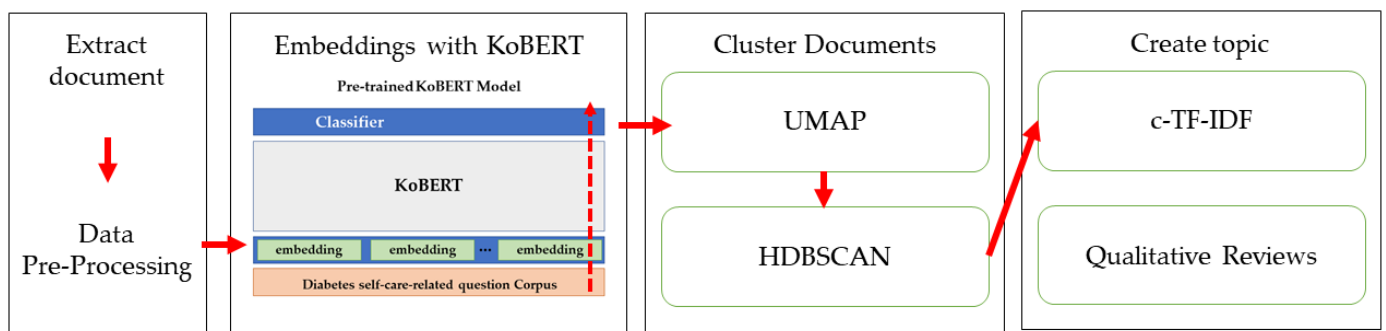 Extract
document
Data
Pre-Processing
Embeddings with KoBERT
Pre-trained KoBERT Model
Classifier
KoBERT
embedding embedding ... embedding
Diabetes self-care-related question Corpus
Cluster Documents
UMAP
HDBSCAN
Create topic
c-TF-IDF
Qualitative Reviews